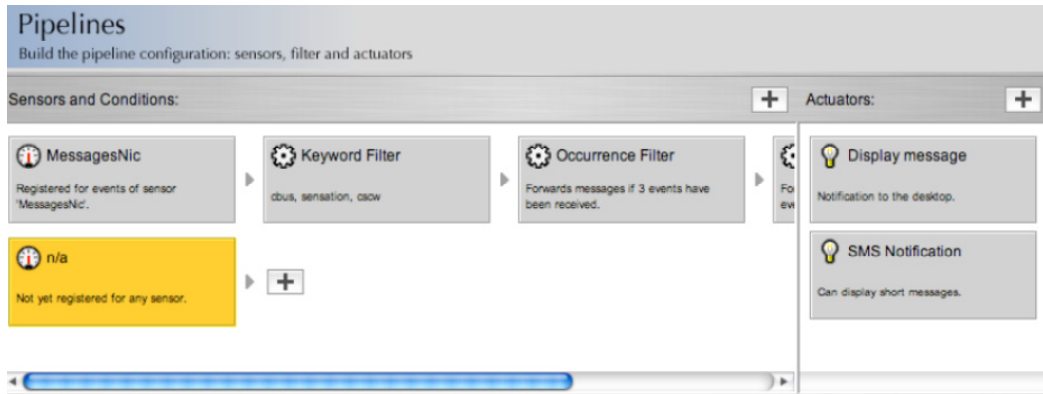 Pipelines
Build the pipeline configuration: sensors, filter and actuators
Sensors and Conditions:
Actuators:
MessagesNic
Registered for events of sensor
'MessagesNic'.
Keyword Filter
cbus, sensation, cscw
Occurrence Filter
Forwards messages if 3 events have
been received.
Display message
Notification to the desktop.
n/a
Not yet registered for any sensor.
SMS Notification
Can display short messages.